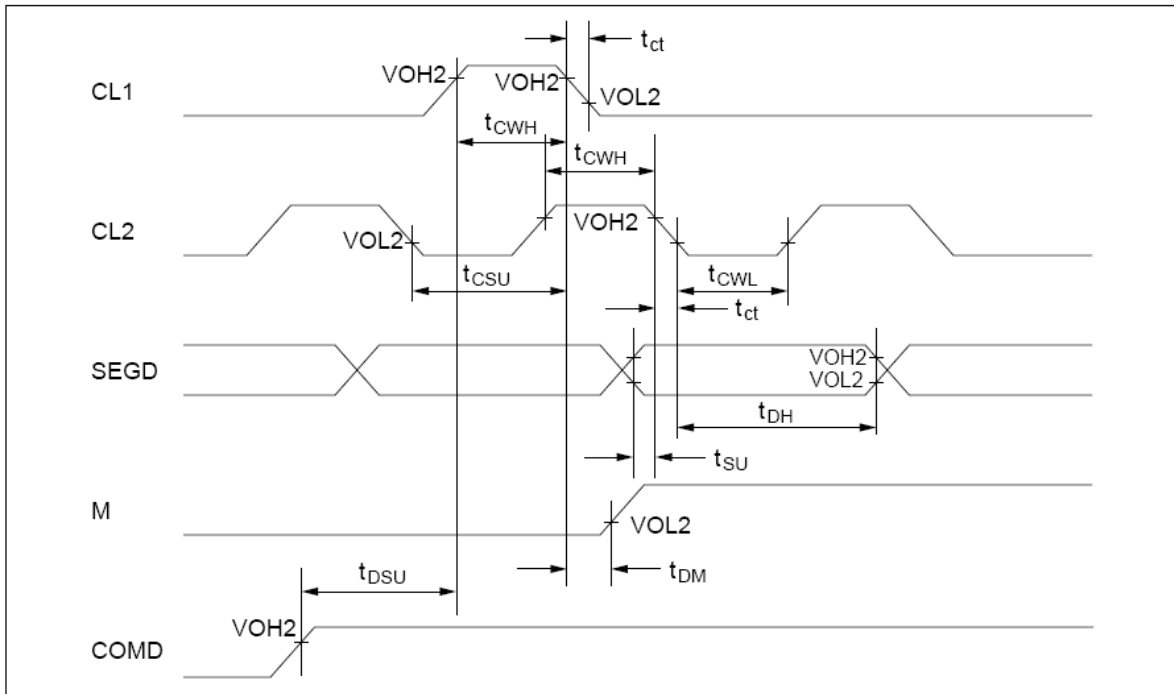 t_ct
VOH2 VOH2
CL1 VOL2
t_CWH
t_CWH
CL2 VOL2 VOH2
t_CSU t_CWL
t_ct
SEGD VOH2
VOL2
t_DH
t_SU
M VOL2
t_DSU t_DM
VOH2
COMD